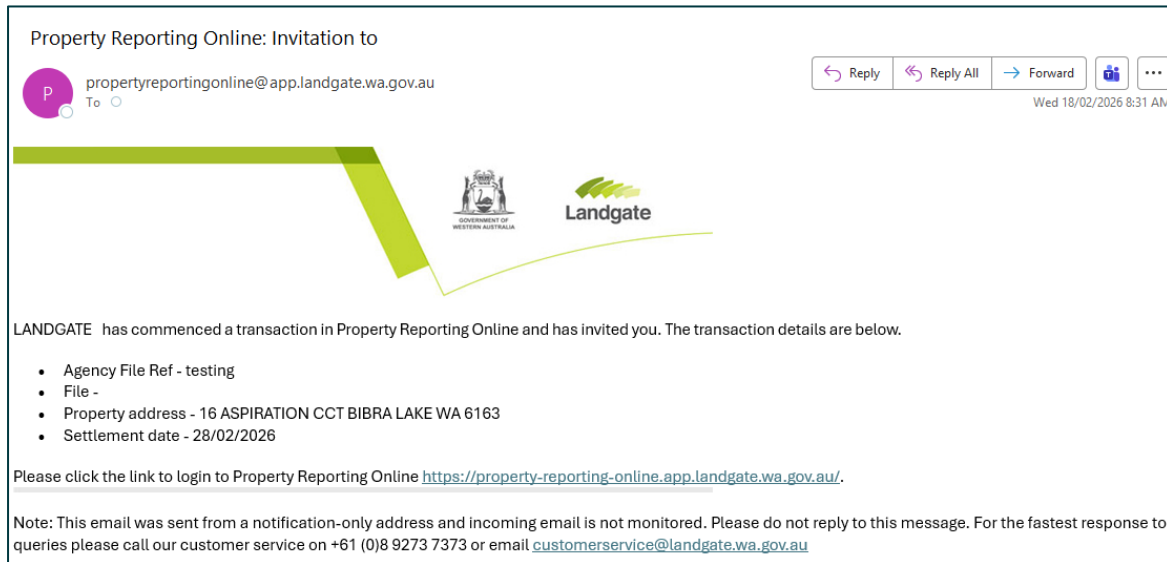 Property Reporting Online: Invitation to
P
propertyreportingonline@app.landgate.wa.gov.au
To
Reply
Reply All
Forward
Wed 18/02/2026 8:31 AM
GOVERNMENT OF
WESTERN AUSTRALIA
Landgate
LANDGATE has commenced a transaction in Property Reporting Online and has invited you. The transaction details are below.
• Agency File Ref - testing
• File -
• Property address - 16 ASPIRATION CCT BIBRA LAKE WA 6163
• Settlement date - 28/02/2026
Please click the link to login to Property Reporting Online https://property-reporting-online.app.landgate.wa.gov.au/.
Note: This email was sent from a notification-only address and incoming email is not monitored. Please do not reply to this message. For the fastest response to
queries please call our customer service on +61 (0)8 9273 7373 or email customerservice@landgate.wa.gov.au